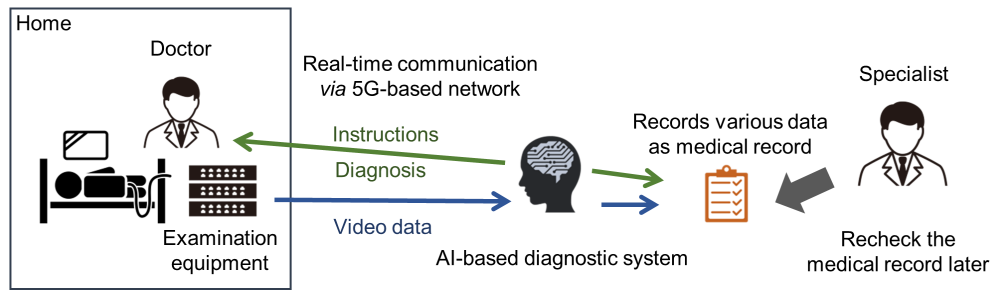 Home
Doctor
Examination
equipment
Real-time communication
via 5G-based network
Instructions
Diagnosis
Video data
AI-based diagnostic system
Records various data
as medical record
Specialist
Recheck the
medical record later